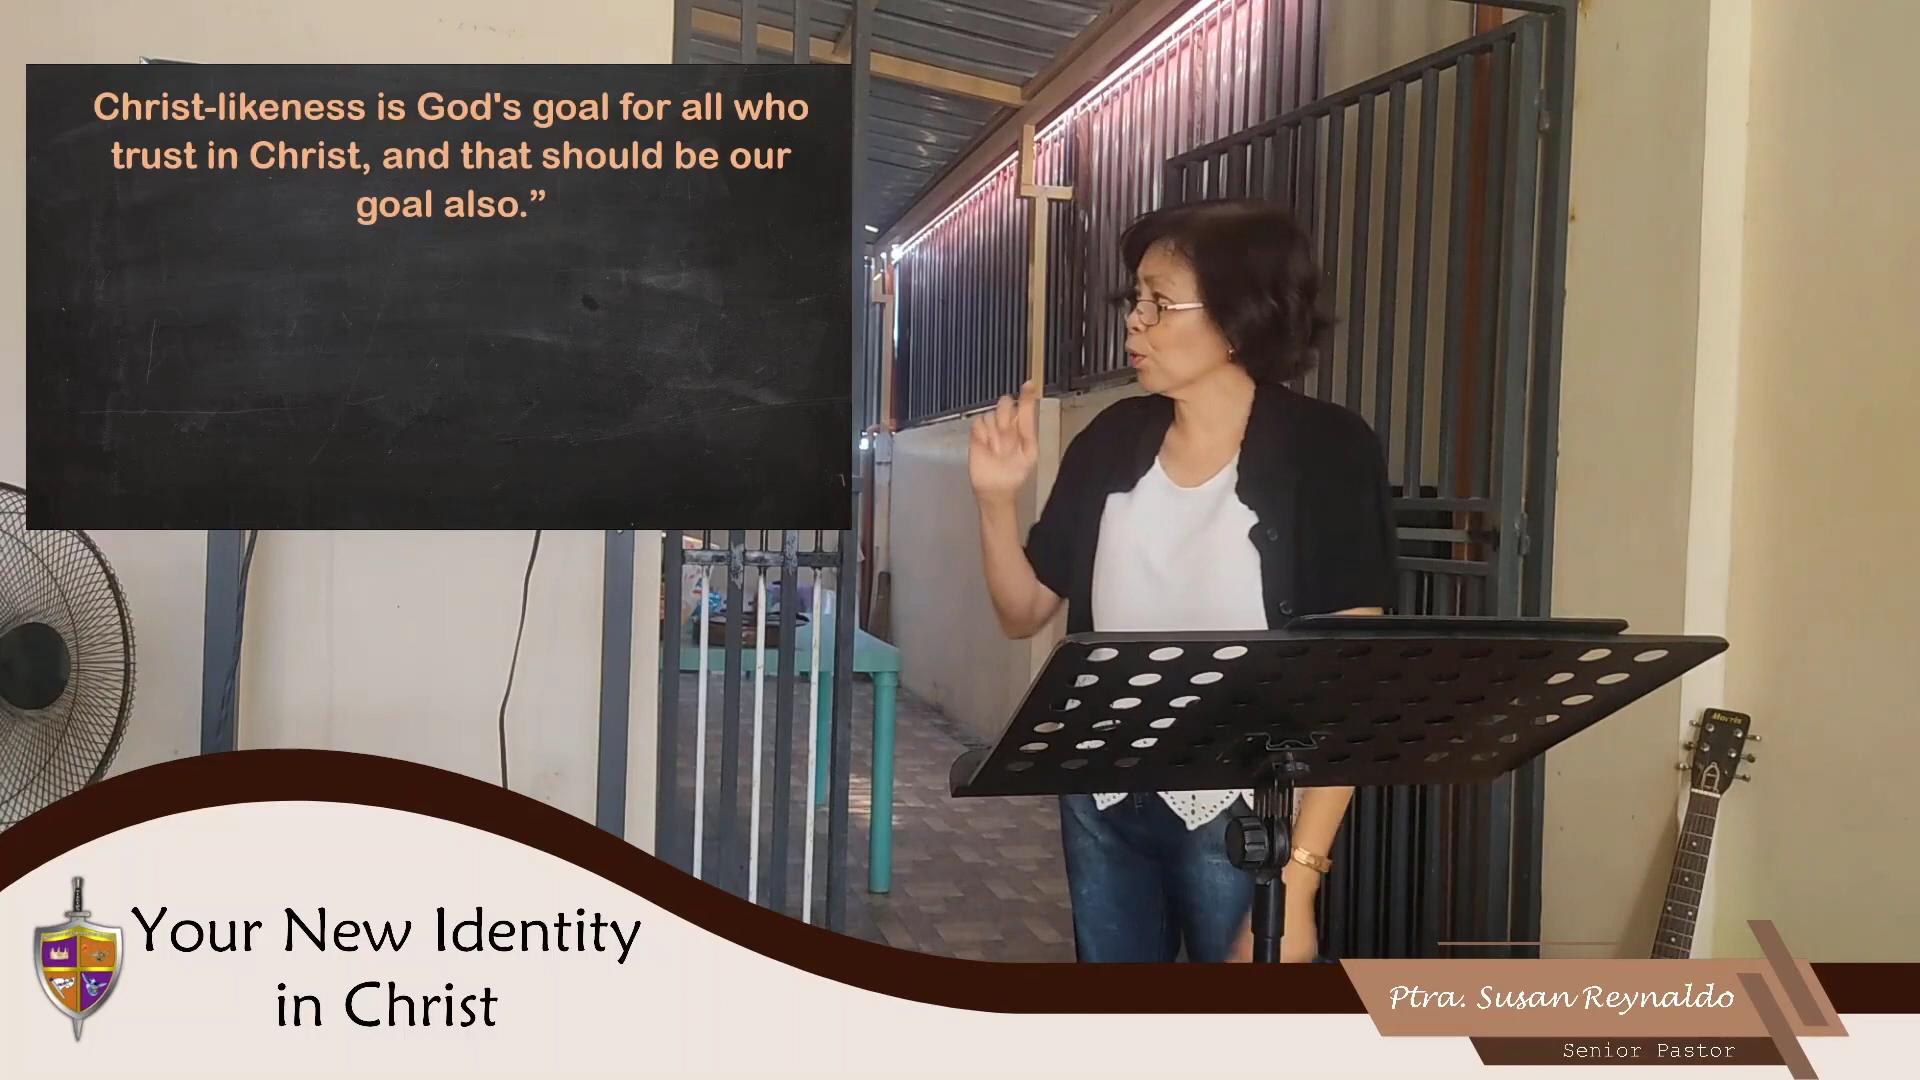 Christ-likeness is God's goal for all who
trust in Christ, and that should be our
goal also.”
Morris
Your New Identity
in Christ
Ptra. Susan Reynaldo
Senior Pastor